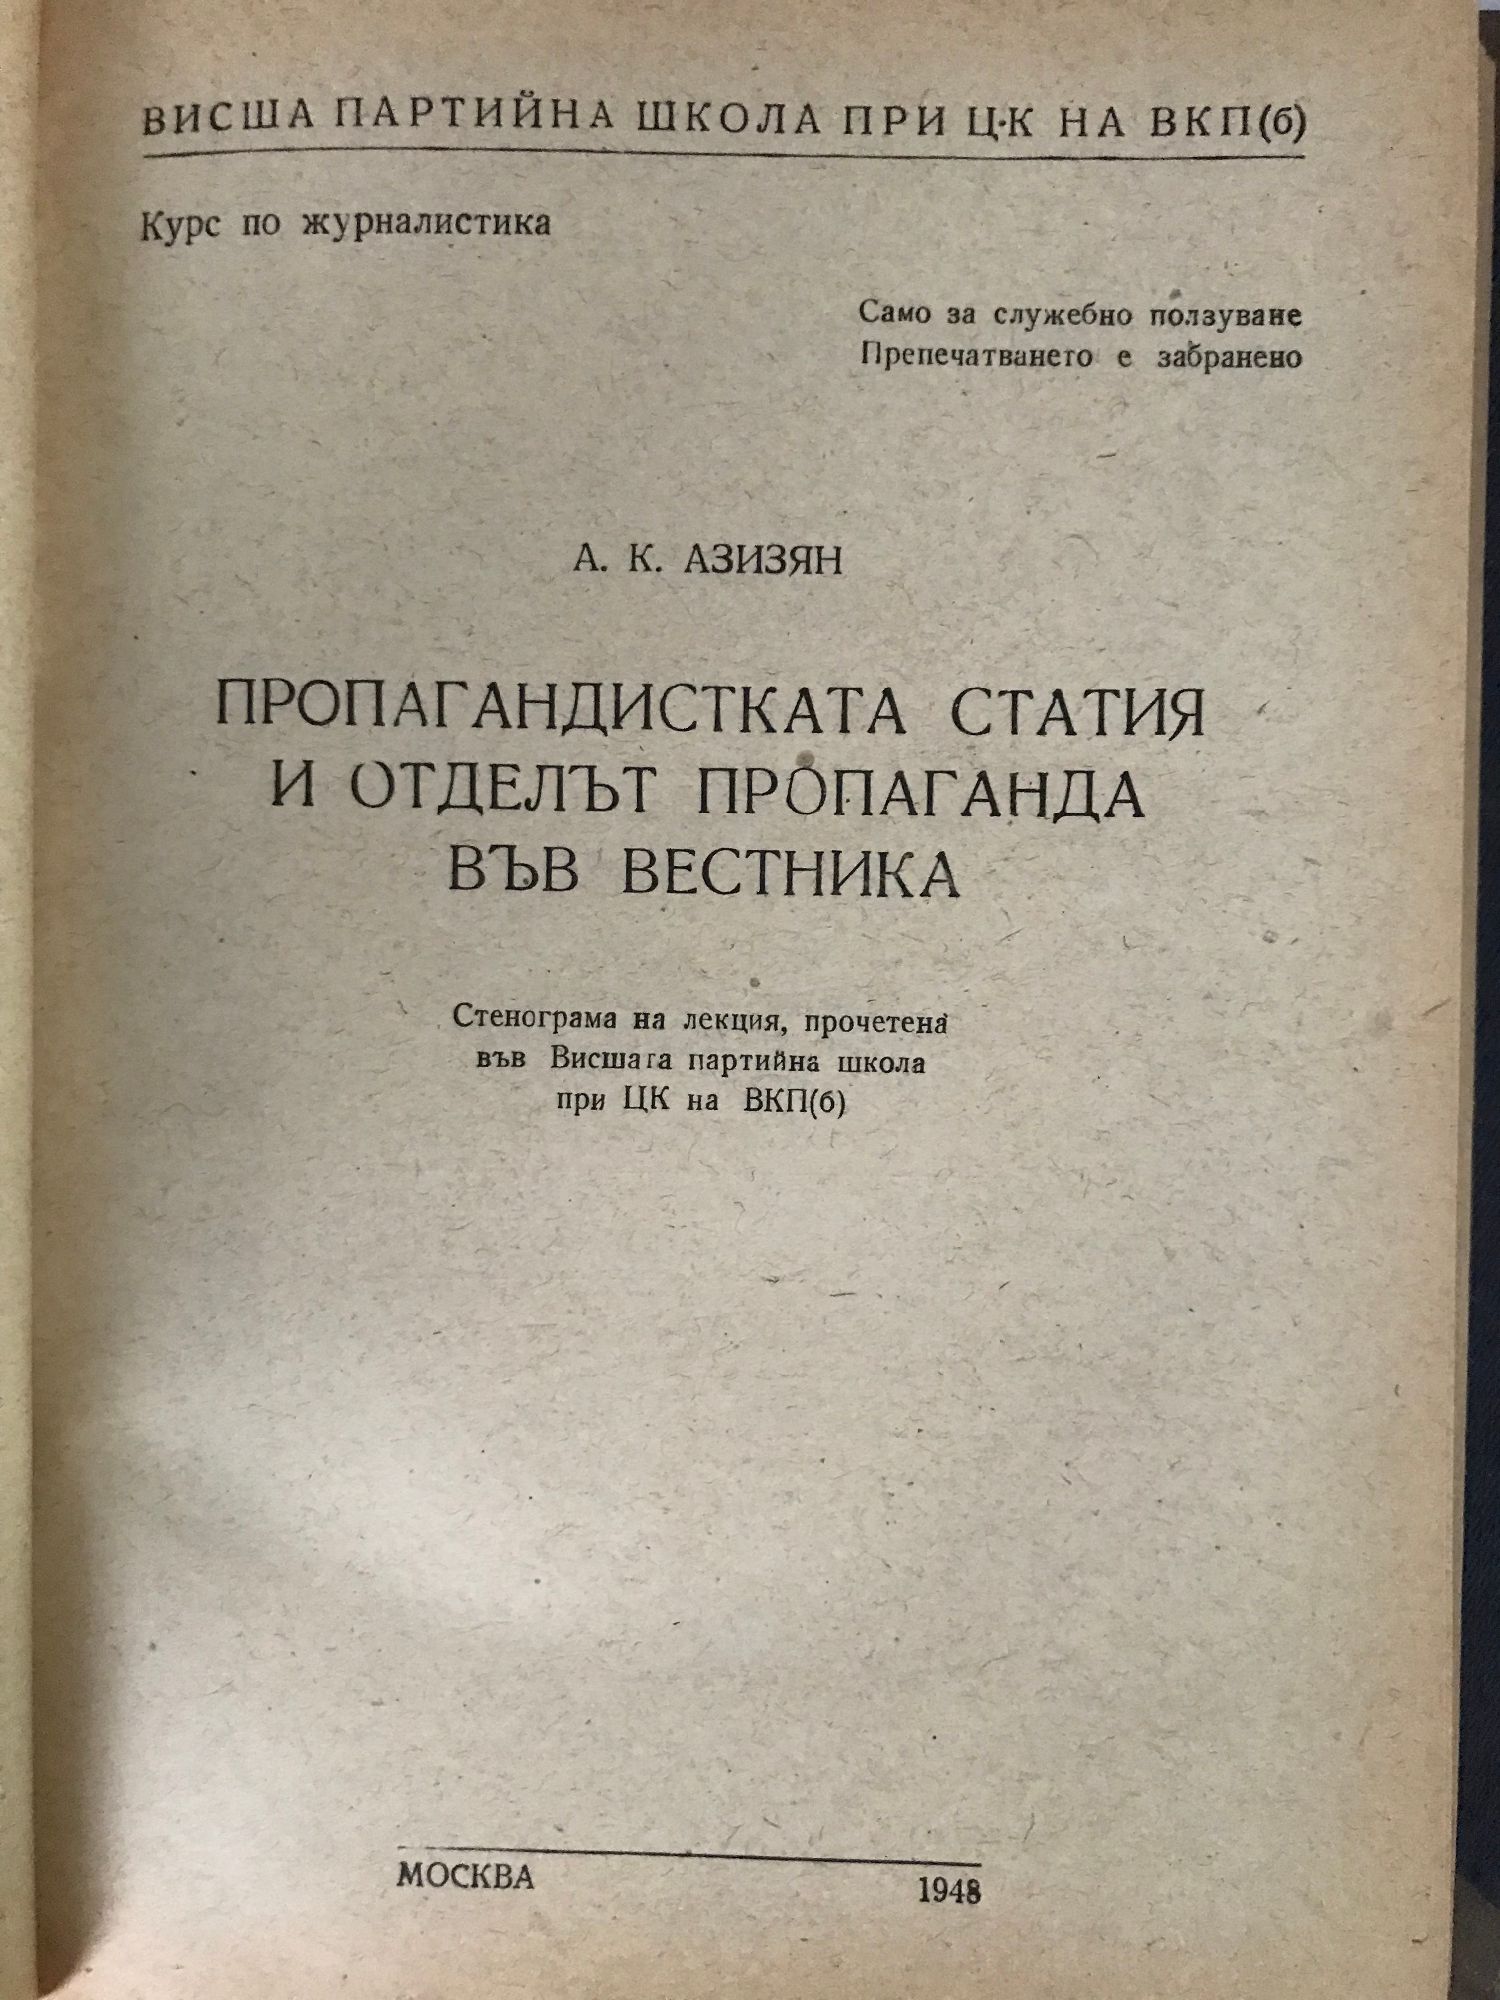 ВИСША ПАРТИЙНА ШКОЛА ПРИ Ц·К НА ВКП(б)
Курс по журналистика
Само за служебно ползуване
Препечатването е забранено
А. К. АЗИЗЯН
ПРОПАГАНДИСТКАТА СТАТИЯ
И ОТДЕЛЪТ ПРОПАГАНДА
ВЪВ ВЕСТНИКА
Стенограма на лекция, прочетена
във Висшата партийна школа
при ЦК на ВКП(б)
МОСКВА 1948